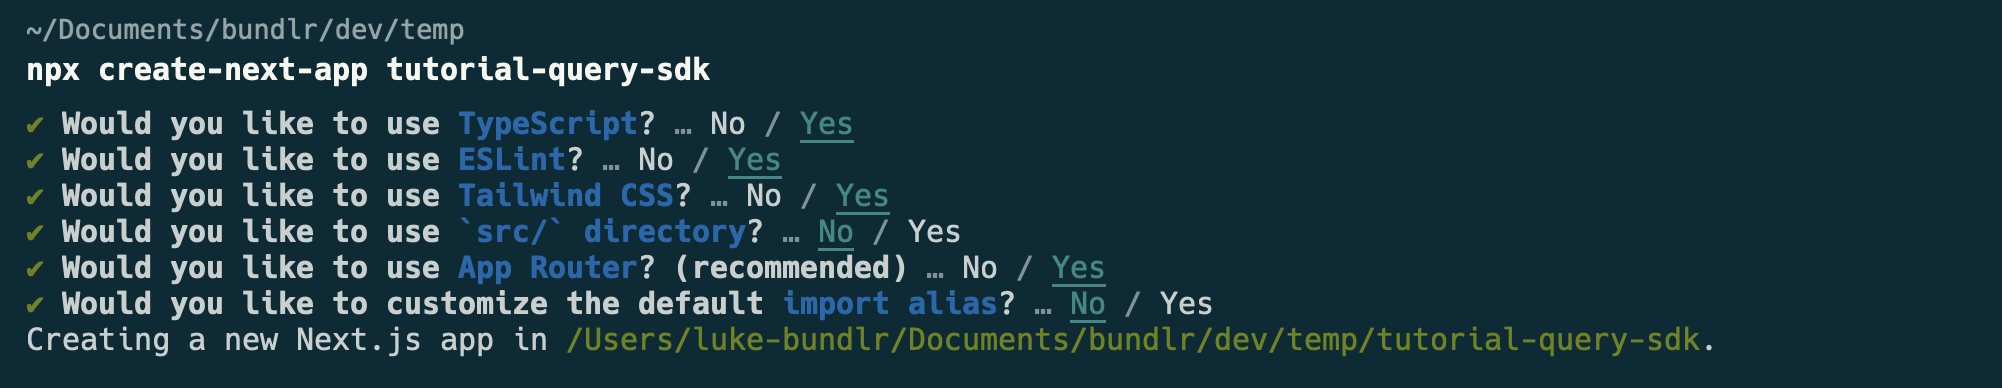 ~/Documents/bundlr/dev/temp
npx create-next-app tutorial-query-sdk
✔ Would you like to use TypeScript? … No / Yes
✔ Would you like to use ESLint? … No / Yes
✔ Would you like to use Tailwind CSS? … No / Yes
✔ Would you like to use `src/` directory? … No / Yes
✔ Would you like to use App Router? (recommended) … No / Yes
✔ Would you like to customize the default import alias? … No / Yes
Creating a new Next.js app in /Users/luke-bundlr/Documents/bundlr/dev/temp/tutorial-query-sdk.